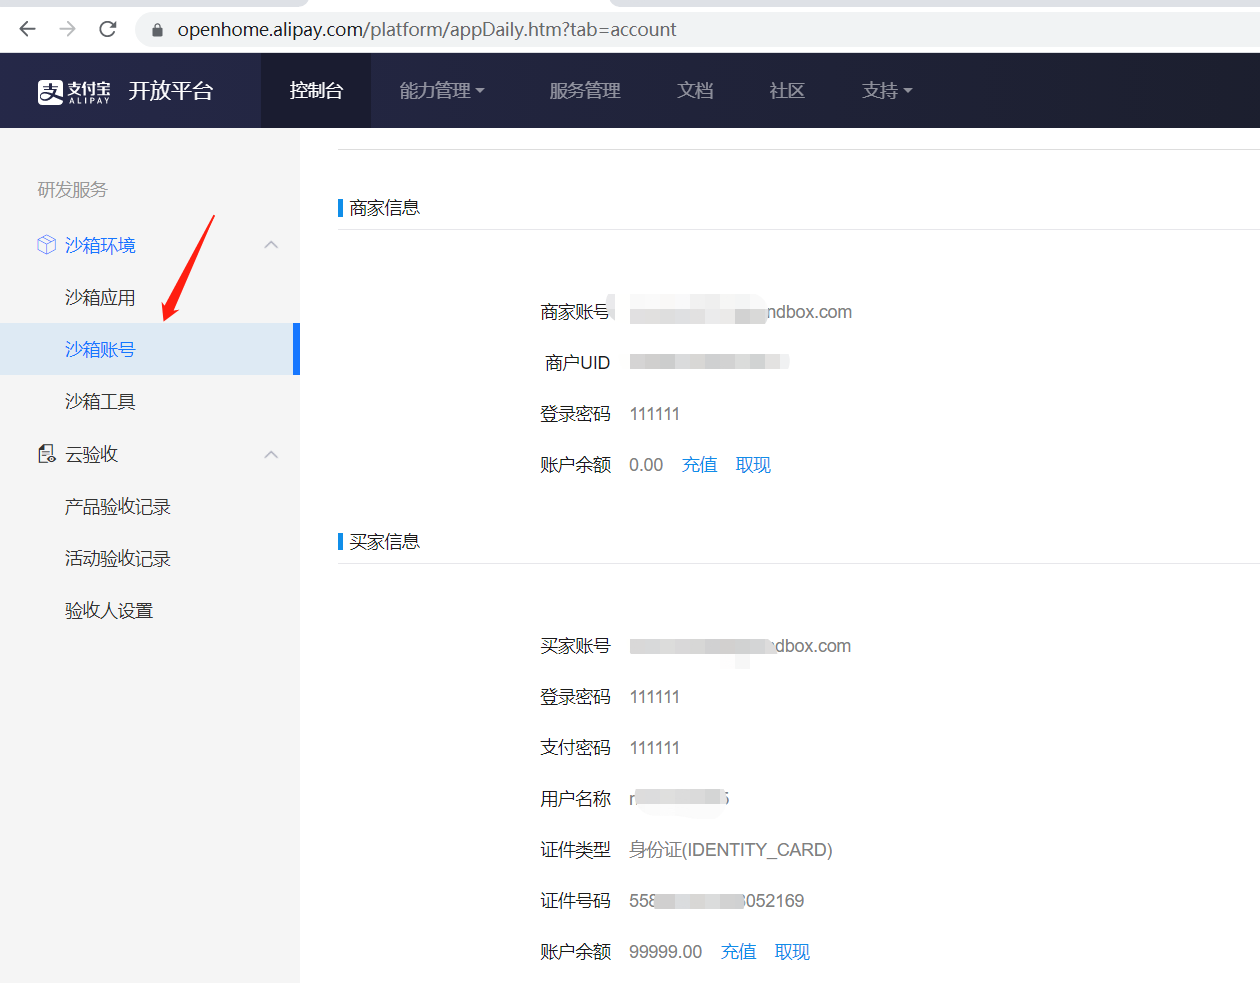 openhome.alipay.com/platform/appDaily.htm?tab=account
支 支付宝 ALIPAY 开放平台 控制台 能力管理 服务管理 文档 社区 支持
研发服务
沙箱环境
沙箱应用
沙箱账号
沙箱工具
云验收
产品验收记录
活动验收记录
验收人设置
商家信息
商家账号 ndbox.com
商户UID
登录密码 111111
账户余额 0.00 充值 取现
买家信息
买家账号 dbox.com
登录密码 111111
支付密码 111111
用户名称
证件类型 身份证(IDENTITY_CARD)
证件号码 558 052169
账户余额 99999.00 充值 取现